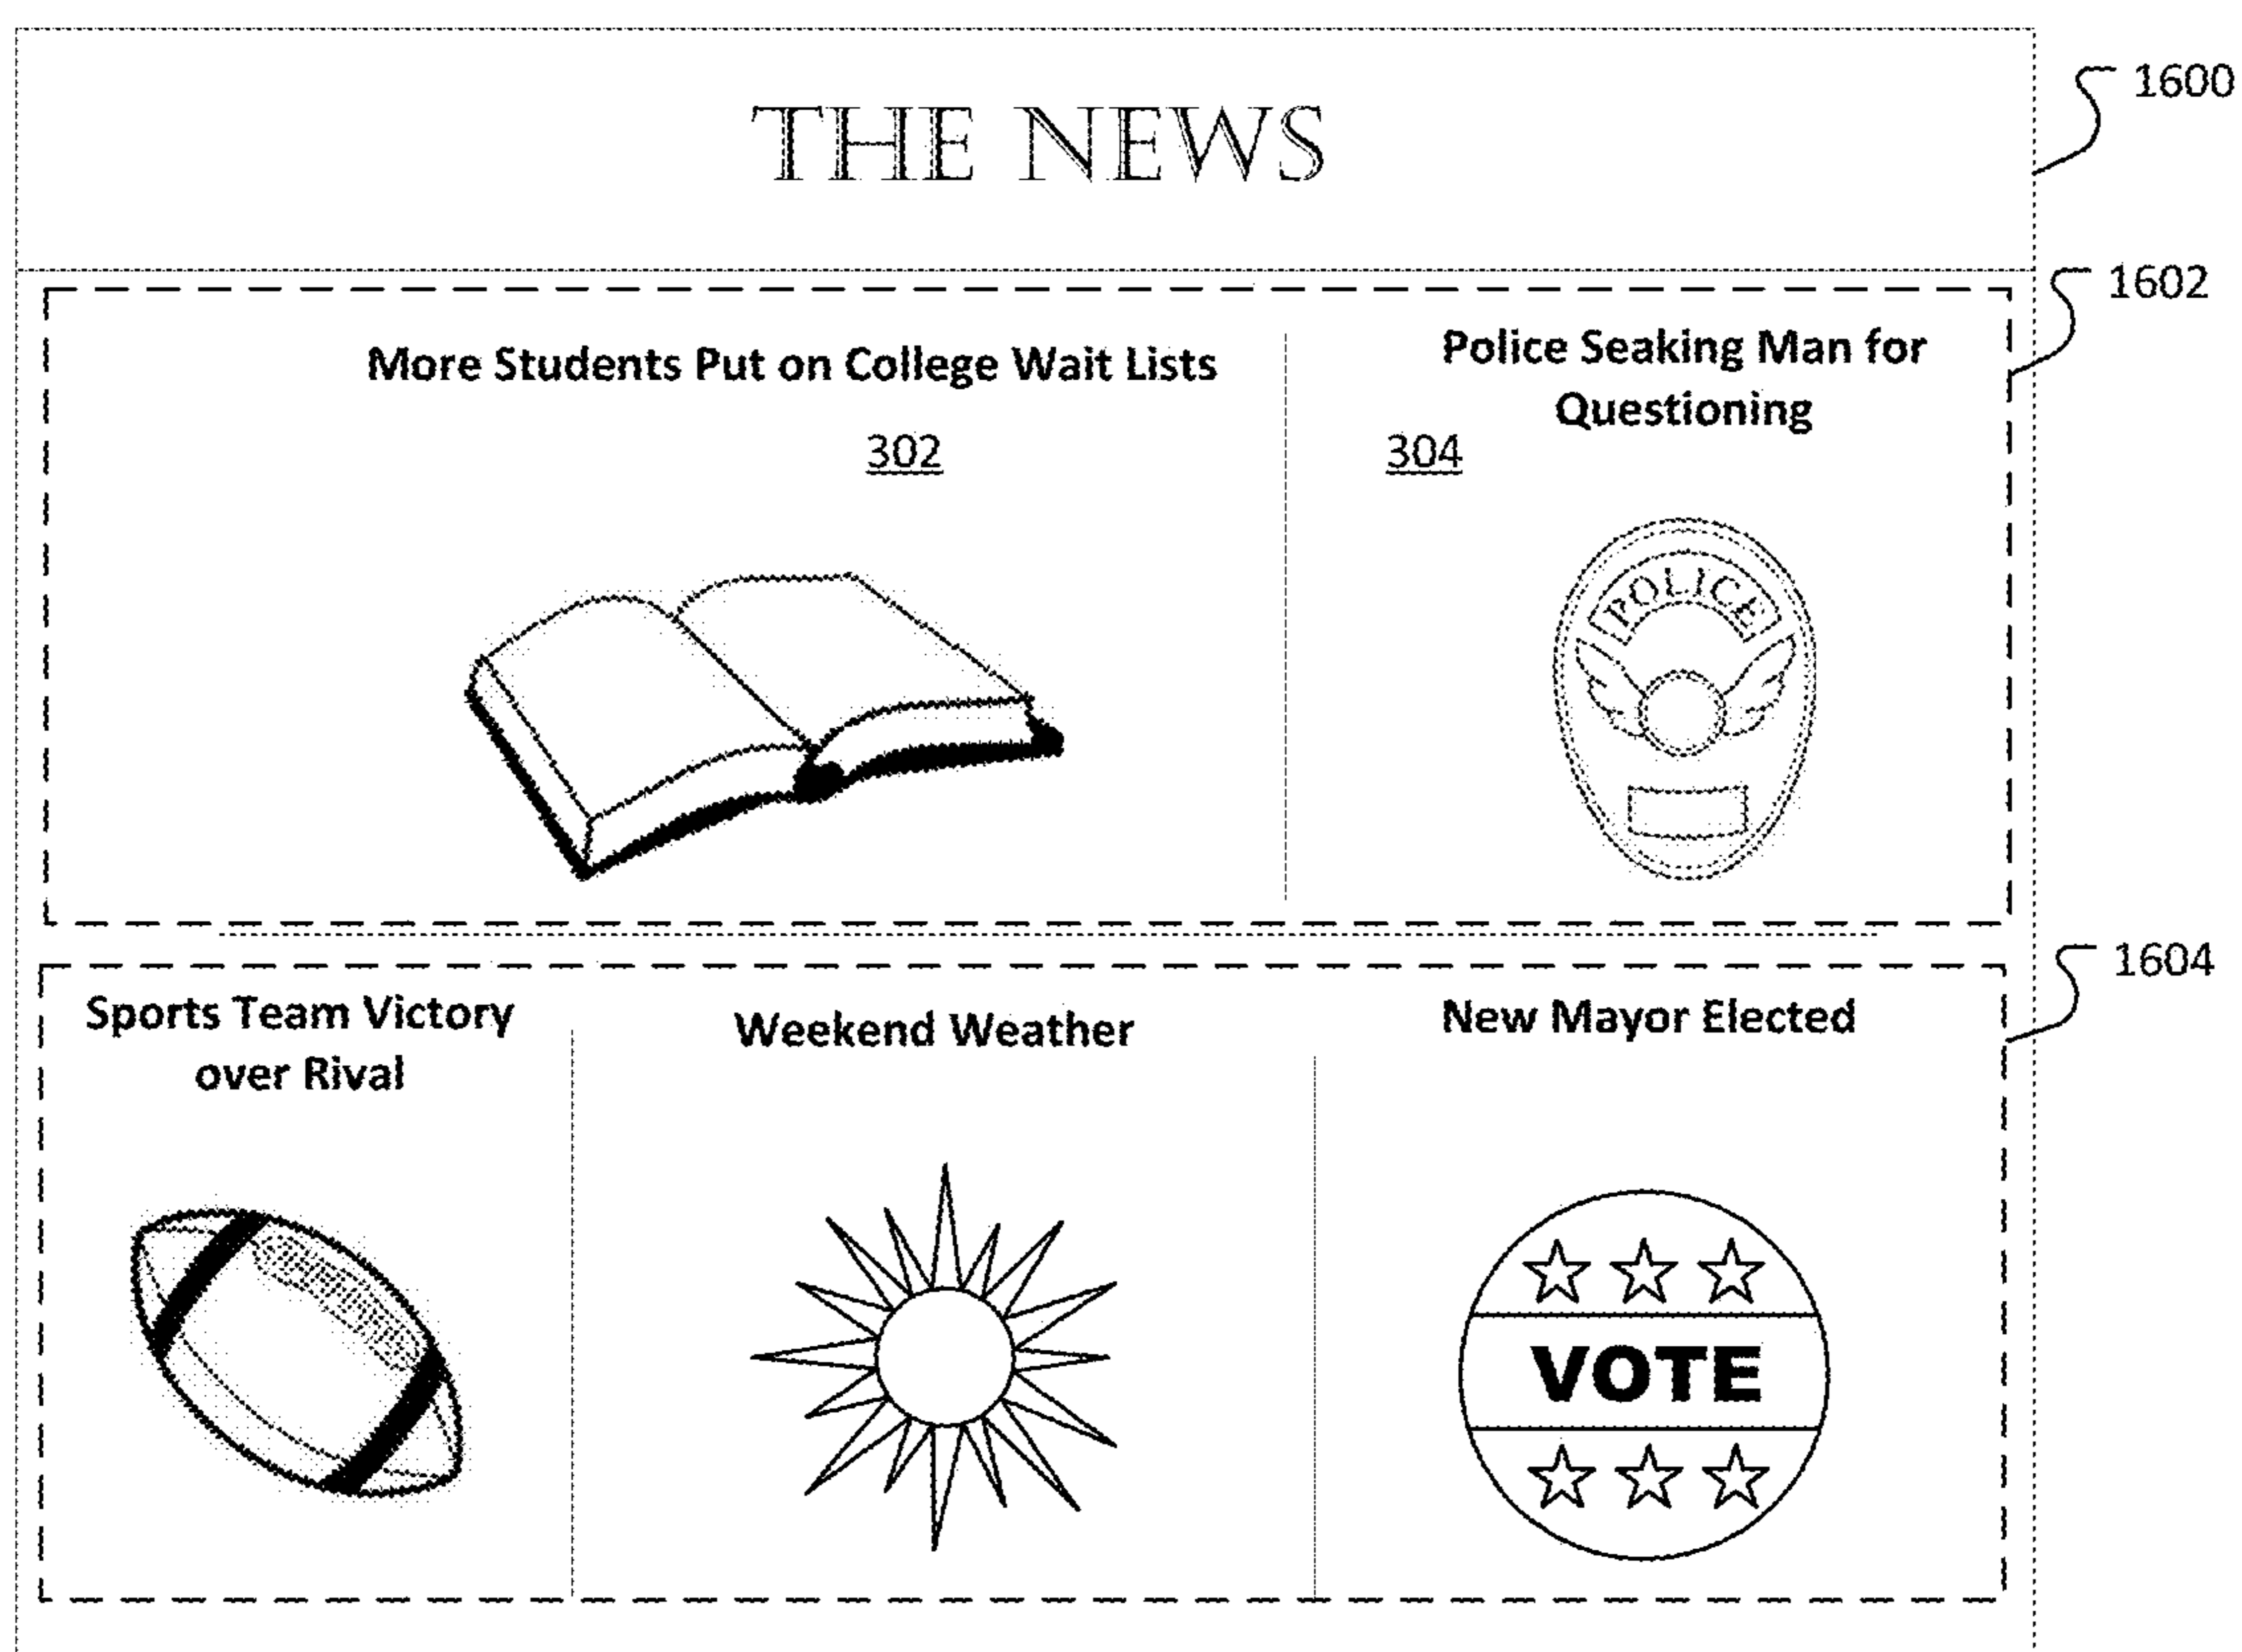 THE NEWS
1600
1602
More Students Put on College Wait Lists
302
Police Seaking Man for
Questioning
304
POLICE
1604
Sports Team Victory
over Rival
Weekend Weather
New Mayor Elected
VOTE